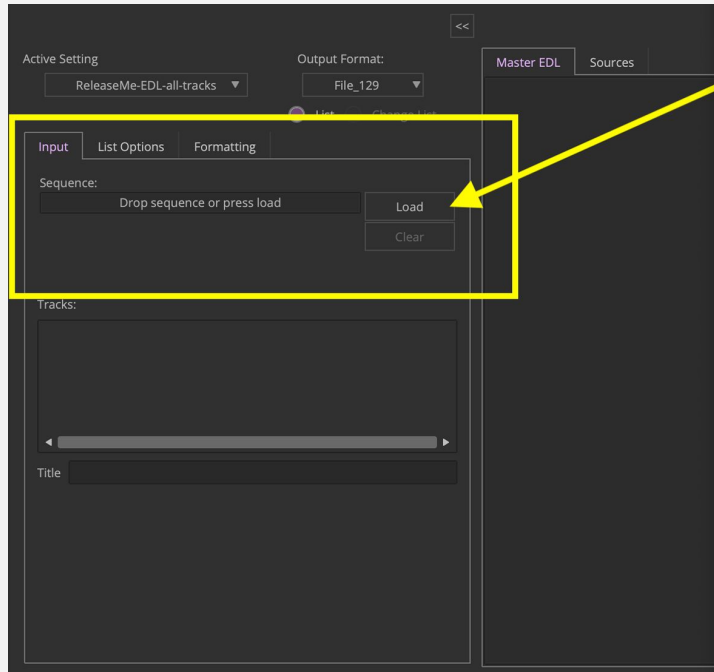 <<
Active Setting
Output Format:
ReleaseMe-EDL-all-tracks
File_129
List
Change List
Master EDL
Sources
Input
List Options
Formatting
Sequence:
Drop sequence or press load
Load
Clear
Tracks:
Title